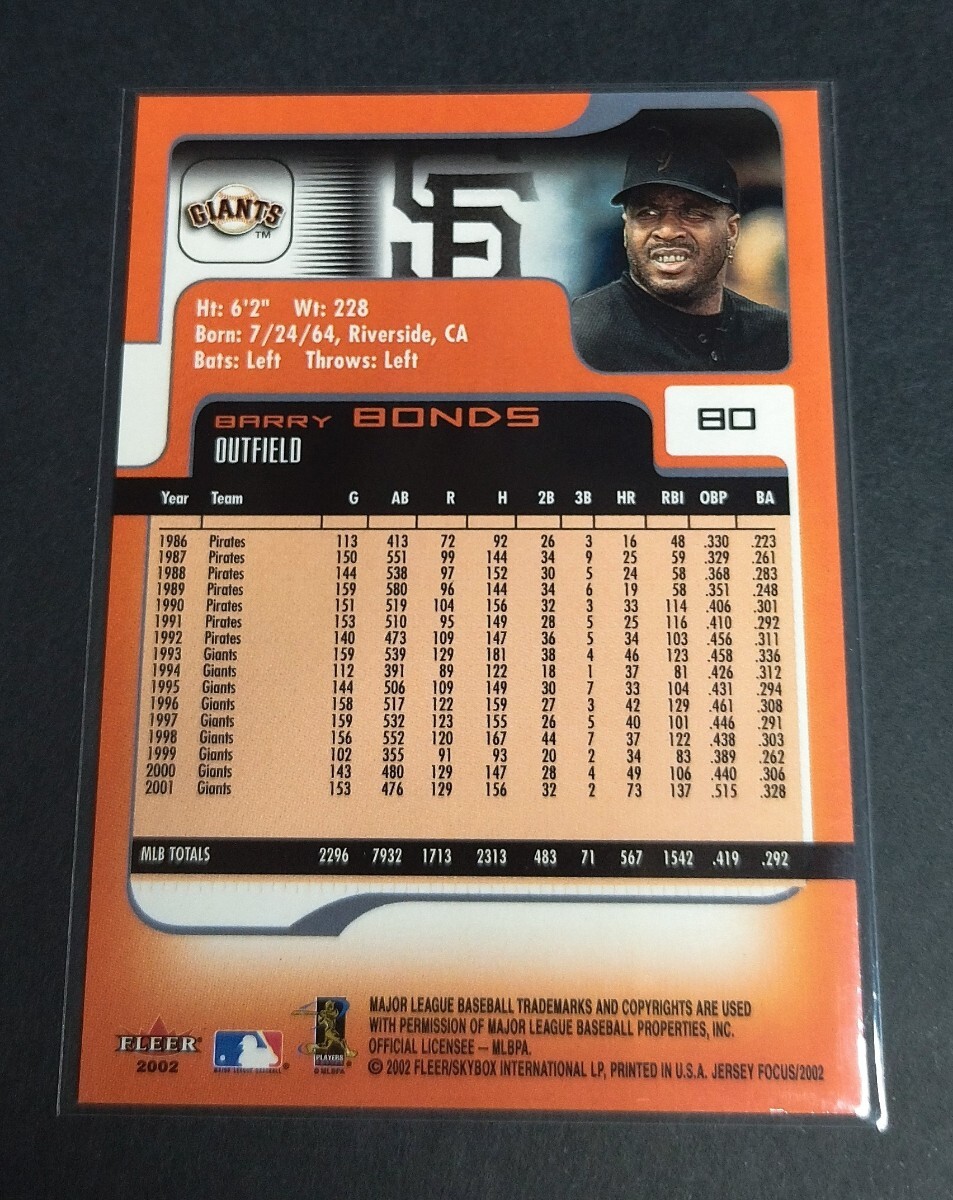 GIANTS
TM
SF
Ht: 6'2" Wt: 228
Born: 7/24/64, Riverside, CA
Bats: Left Throws: Left
BARRY BONDS
80
OUTFIELD
Year Team G AB R H 2B 3B HR RBI OBP BA
1986 Pirates 113 413 72 92 26 3 16 48 .330 .223
1987 Pirates 150 551 99 144 34 9 25 59 .329 .261
1988 Pirates 144 538 97 152 30 5 24 58 .368 .283
1989 Pirates 159 580 96 144 34 6 19 58 .351 .248
1990 Pirates 151 519 104 156 32 3 33 114 .406 .301
1991 Pirates 153 510 95 149 28 5 25 116 .410 .292
1992 Pirates 140 473 109 147 36 5 34 103 .456 .311
1993 Giants 159 539 129 181 38 4 46 123 .458 .336
1994 Giants 112 391 89 122 18 1 37 81 .426 .312
1995 Giants 144 506 109 149 30 7 33 104 .431 .294
1996 Giants 158 517 122 159 27 3 42 129 .461 .308
1997 Giants 159 532 123 155 26 5 40 101 .446 .291
1998 Giants 156 552 120 167 44 7 37 122 .438 .303
1999 Giants 102 355 91 93 20 2 34 83 .389 .262
2000 Giants 143 480 129 147 28 4 49 106 .440 .306
2001 Giants 153 476 129 156 32 2 73 137 .515 .328
MLB TOTALS 2296 7932 1713 2313 483 71 567 1542 .419 .292
FLEER
2002
MAJOR LEAGUE BASEBALL
PLAYERS
© MLBPA
MAJOR LEAGUE BASEBALL TRADEMARKS AND COPYRIGHTS ARE USED
WITH PERMISSION OF MAJOR LEAGUE BASEBALL PROPERTIES, INC.
OFFICIAL LICENSEE – MLBPA.
© 2002 FLEER/SKYBOX INTERNATIONAL LP, PRINTED IN U.S.A. JERSEY FOCUS/2002